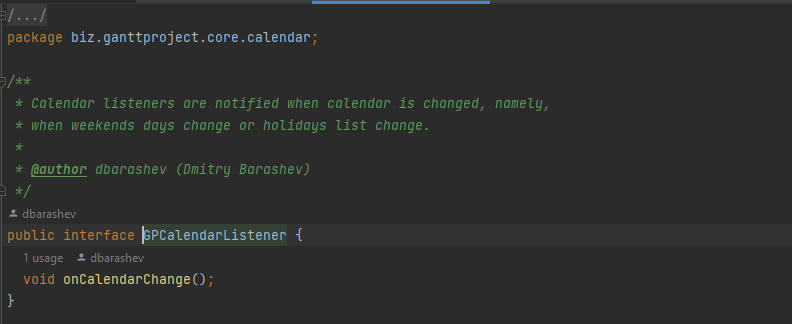 /.../
package biz.ganttproject.core.calendar;
/**
* Calendar listeners are notified when calendar is changed, namely,
* when weekends days change or holidays list change.
*
* @author dbarashev (Dmitry Barashev)
*/
dbarashev
public interface GPCalendarListener {
1 usage dbarashev
void onCalendarChange();
}